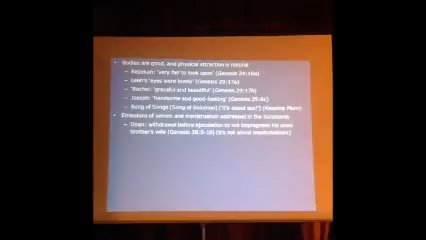 • Bodies are good, and physical attraction is natural
– Rebekah: 'very fair to look upon' (Genesis 24:16a)
– Leah's 'eyes were lovely' (Genesis 29:17a)
– 'Rachel: 'graceful and beautiful' (Genesis 29:17b)
– Joseph: 'handsome and good-looking' (Genesis 39:6c)
– Song of Songs (Song of Solomon) ("it's about sex!") (Keeping Mum)
• Emissions of semen and menstruation addressed in the
– Onan: withdrawal before ejaculation to not impregnate his dead
brother's wife (Genesis 38:5-10) (it's not about masturbation!)